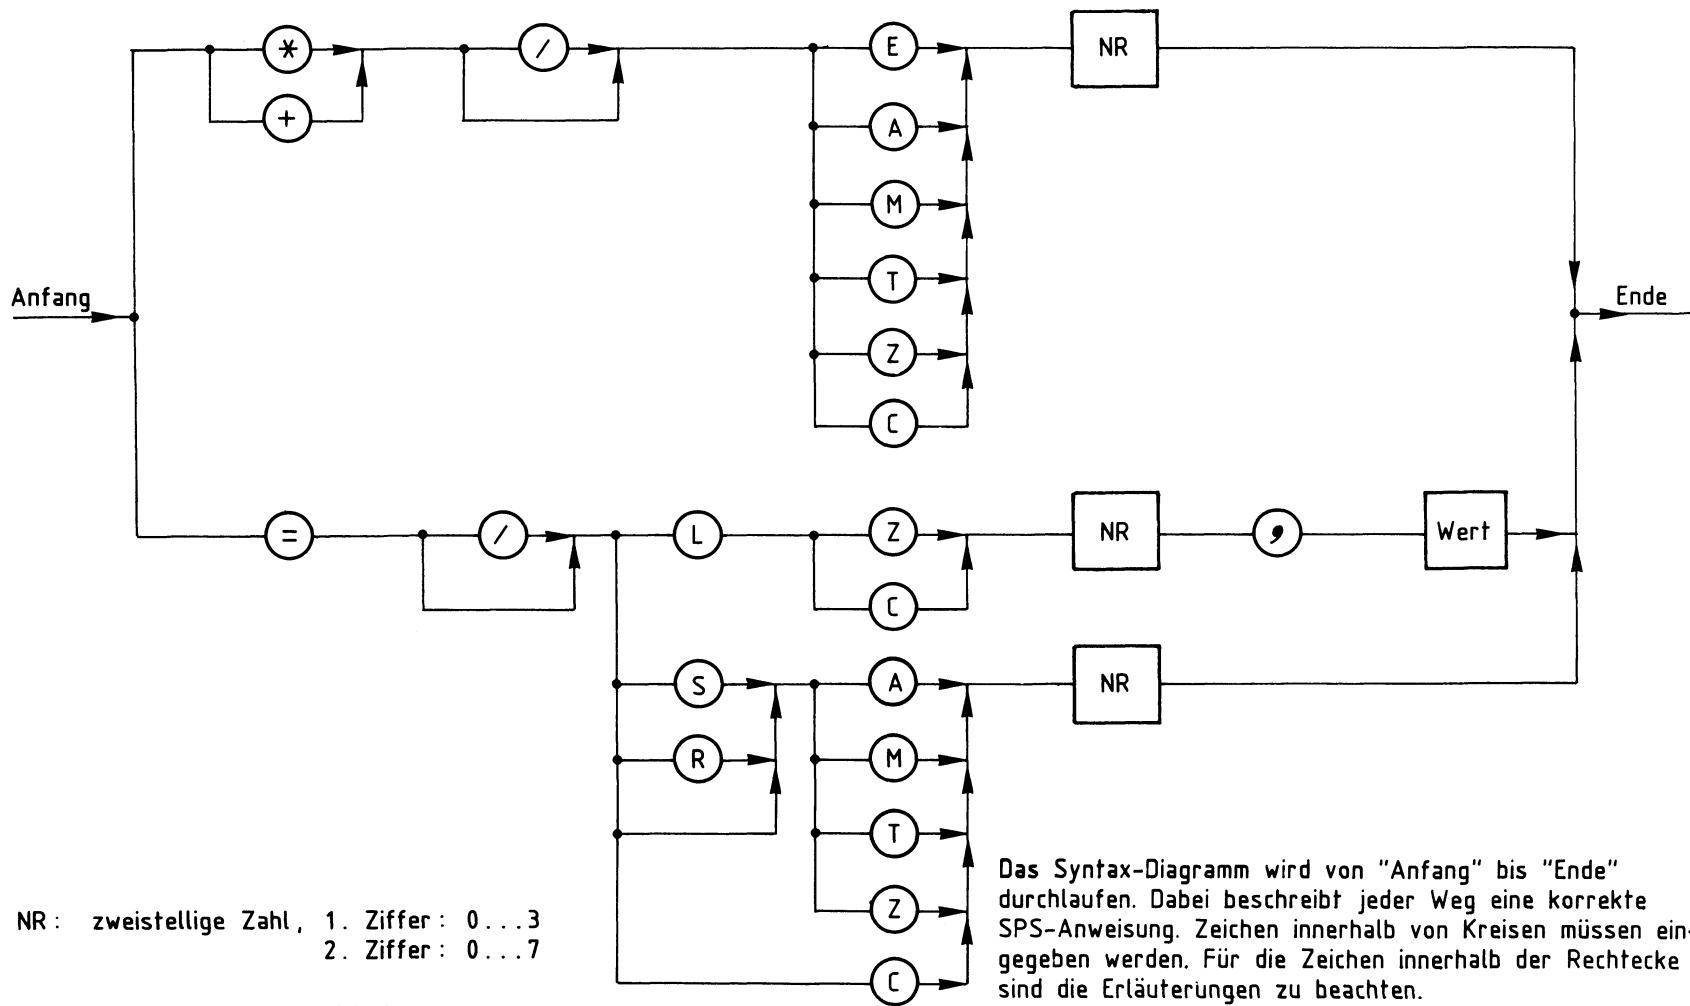 * / E NR
+ A
M
T
Anfang Ende
Z
C
= / L Z NR , Wert
C
S A NR
R M
T
Z
C
NR : zweistellige Zahl, 1. Ziffer : 0...3
2. Ziffer : 0...7
Das Syntax-Diagramm wird von "Anfang" bis "Ende"
durchlaufen. Dabei beschreibt jeder Weg eine korrekte
SPS-Anweisung. Zeichen innerhalb von Kreisen müssen ein-
gegeben werden. Für die Zeichen innerhalb der Rechtecke
sind die Erläuterungen zu beachten.